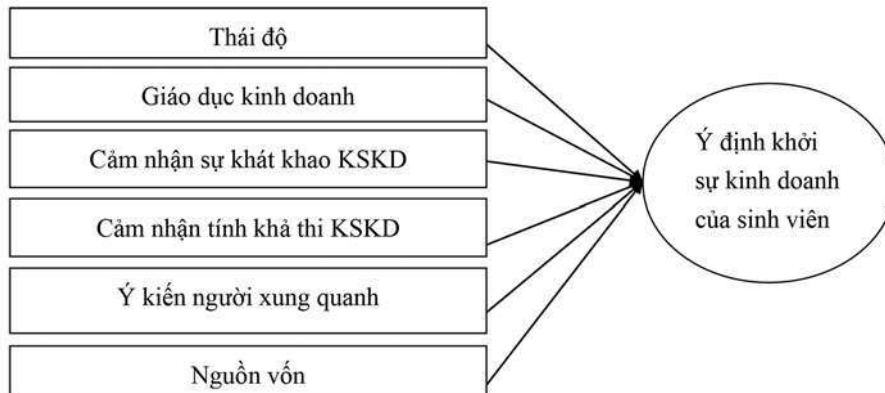 Thái độ
Giáo dục kinh doanh
Cảm nhận sự khát khao KSKD
Cảm nhận tính khả thi KSKD
Ý kiến người xung quanh
Nguồn vốn
Ý định khởi
sự kinh doanh
của sinh viên